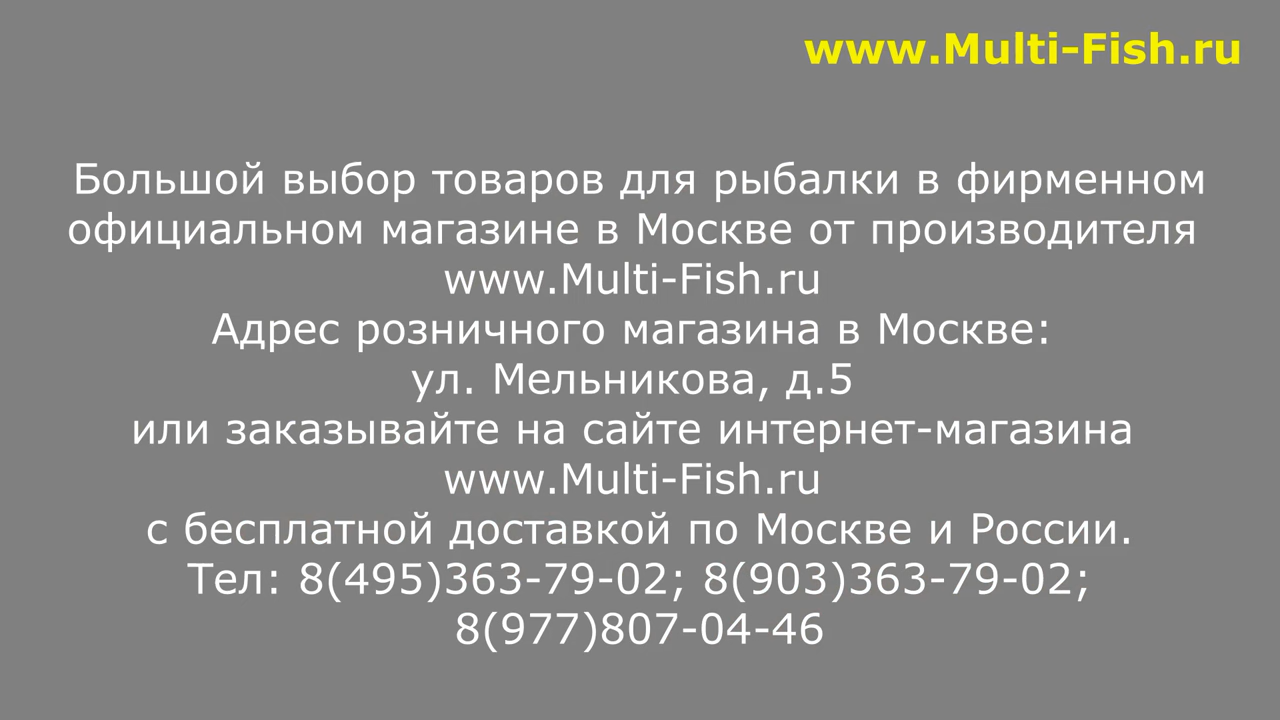 www.Multi-Fish.ru
Большой выбор товаров для рыбалки в фирменном
официальном магазине в Москве от производителя
www.Multi-Fish.ru
Адрес розничного магазина в Москве:
ул. Мельникова, д.5
или заказывайте на сайте интернет-магазина
www.Multi-Fish.ru
с бесплатной доставкой по Москве и России.
Тел: 8(495)363-79-02; 8(903)363-79-02;
8(977)807-04-46